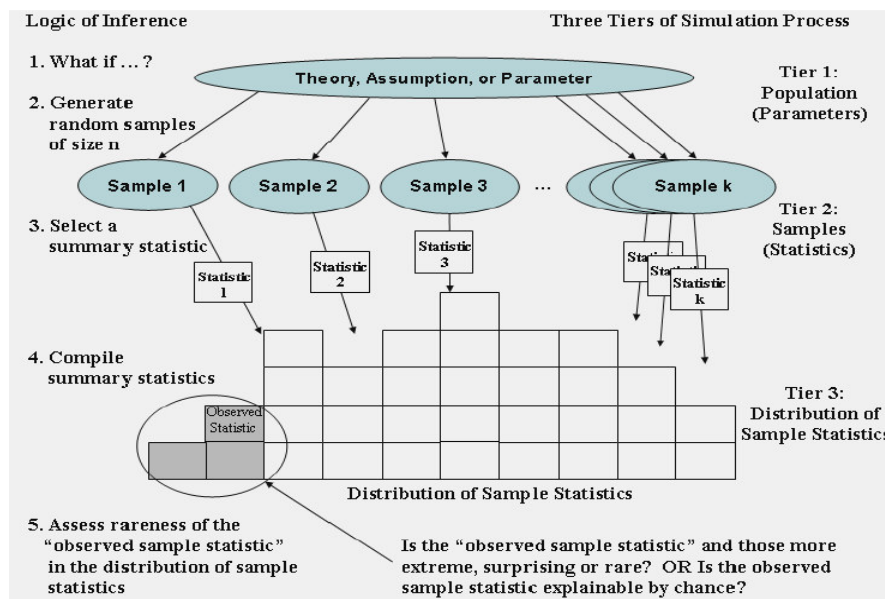 Logic of Inference
Three Tiers of Simulation Process
1. What if ... ?
Theory, Assumption, or Parameter
Tier 1:
Population
(Parameters)
2. Generate
random samples
of size n
Sample 1
Sample 2
Sample 3
...
Sample k
Tier 2:
Samples
(Statistics)
3. Select a
summary statistic
Statistic
1
Statistic
2
Statistic
3
Statistic
k
4. Compile
summary statistics
Observed
Statistic
Tier 3:
Distribution of
Sample Statistics
Distribution of Sample Statistics
5. Assess rareness of the
"observed sample statistic"
in the distribution of sample
statistics
Is the "observed sample statistic" and those more
extreme, surprising or rare? OR Is the observed
sample statistic explainable by chance?